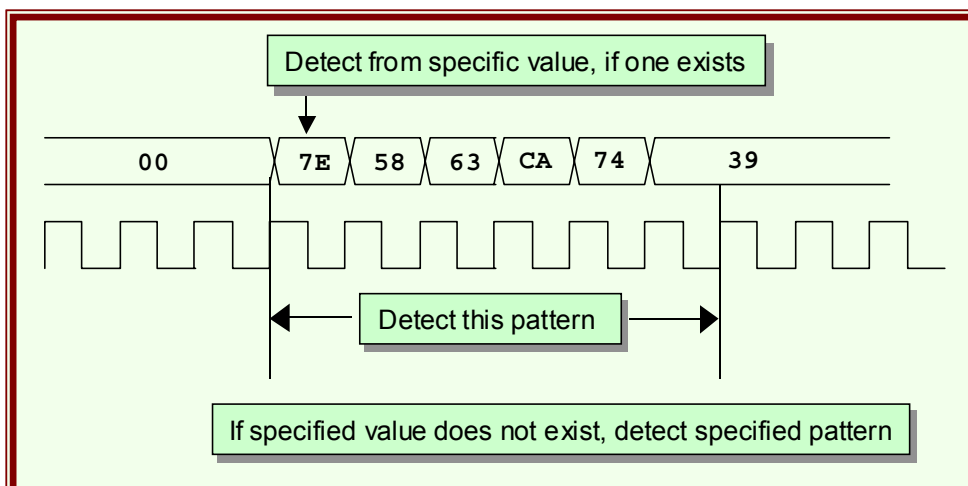 Detect from specific value, if one exists
00 7E 58 63 CA 74 39
Detect this pattern
If specified value does not exist, detect specified pattern